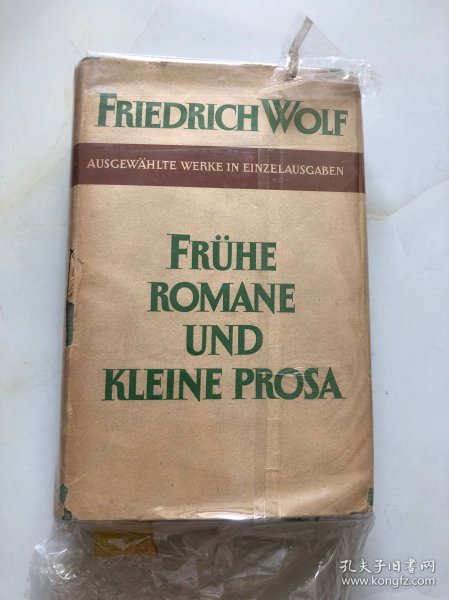 FRIEDRICH WOLF
AUSGEWÄHLTE WERKE IN EINZELAUSGABEN
FRÜHE
ROMANE
UND
KLEINE PROSA
孔夫子旧书网
www.kongfz.com